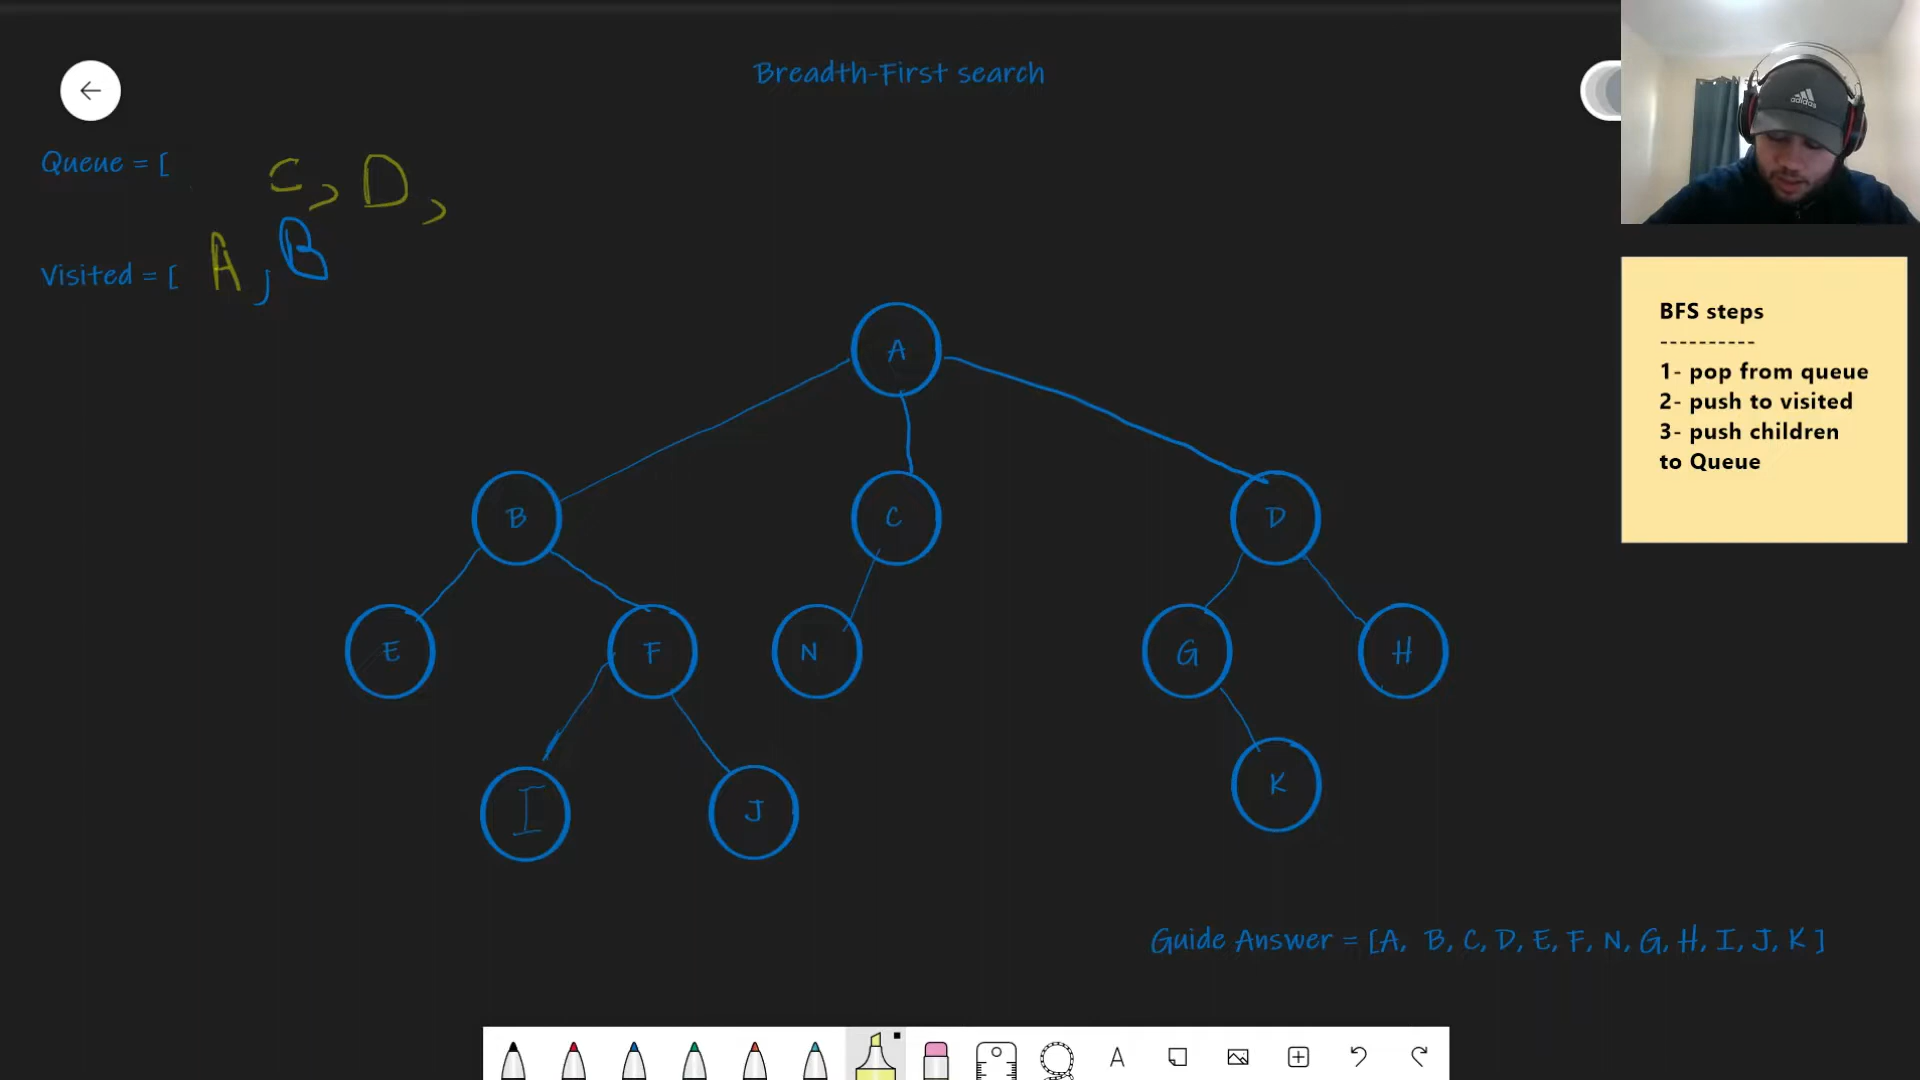 Breadth-First search
Queue = [ C, D,
Visited = [ A, B
adidas
BFS steps
----------
1- pop from queue
2- push to visited
3- push children
to Queue
A
B
C
D
E
F
N
G
H
I
J
K
Guide Answer = [A, B, C, D, E, F, N, G, H, I, J, K ]
A